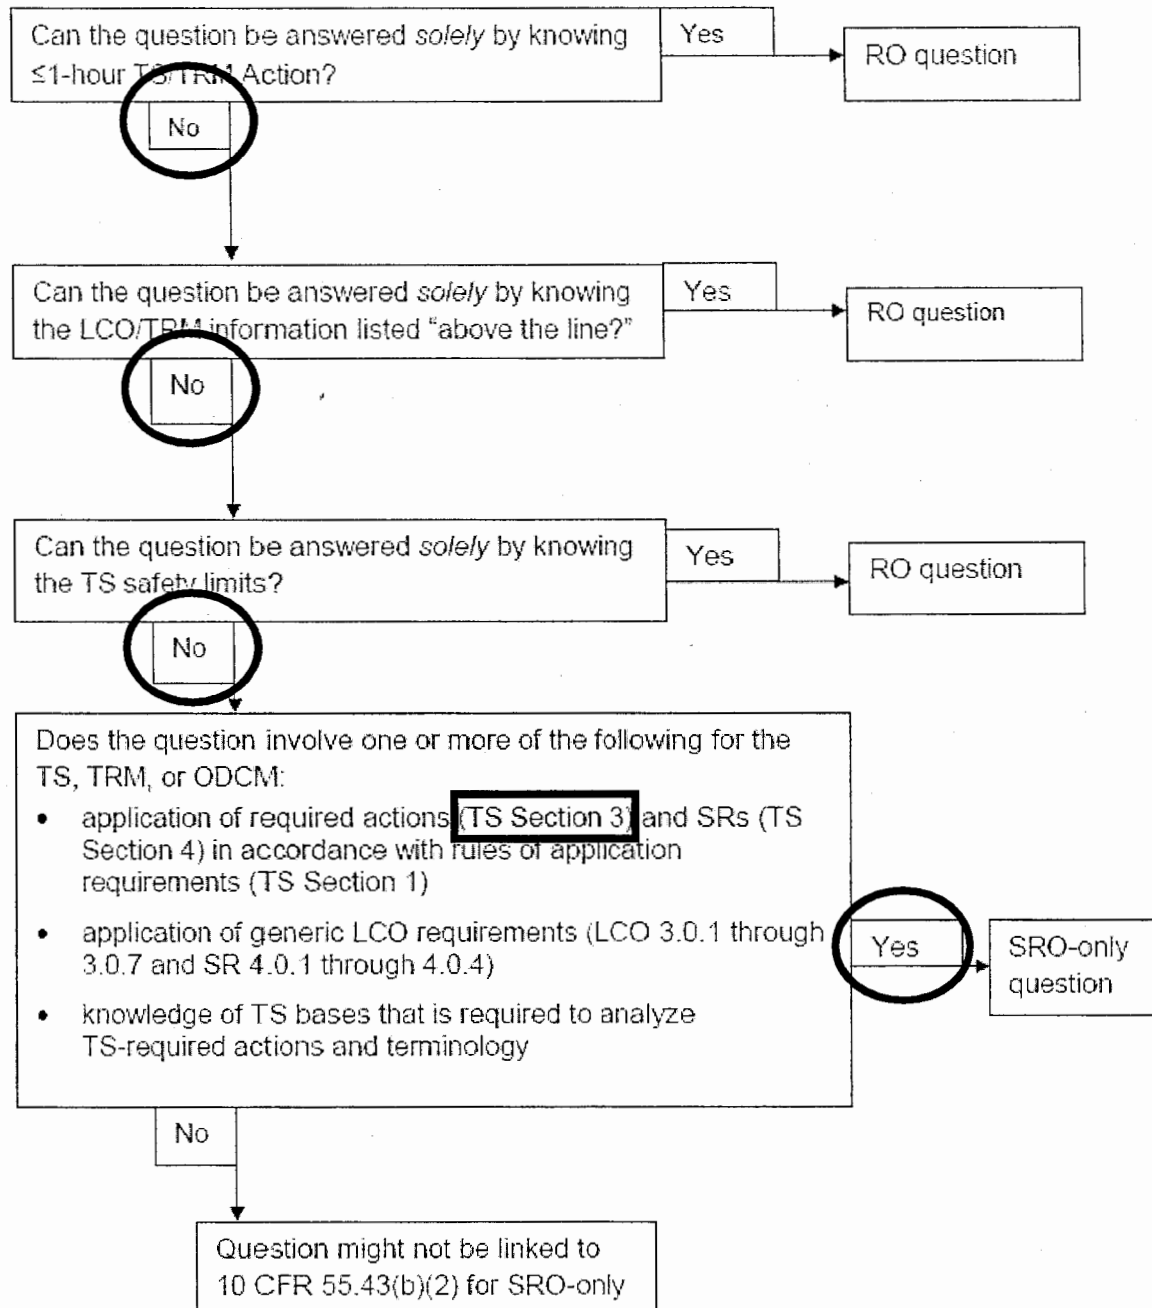 Can the question be answered solely by knowing
≤1-hour TS/TRM Action?
Yes
RO question
No
Can the question be answered solely by knowing
the LCO/TRM information listed “above the line?”
Yes
RO question
No
Can the question be answered solely by knowing
the TS safety limits?
Yes
RO question
No
Does the question involve one or more of the following for the
TS, TRM, or ODCM:
• application of required actions (TS Section 3) and SRs (TS
Section 4) in accordance with rules of application
requirements (TS Section 1)
• application of generic LCO requirements (LCO 3.0.1 through
3.0.7 and SR 4.0.1 through 4.0.4)
• knowledge of TS bases that is required to analyze
TS-required actions and terminology
Yes
SRO-only
question
No
Question might not be linked to
10 CFR 55.43(b)(2) for SRO-only